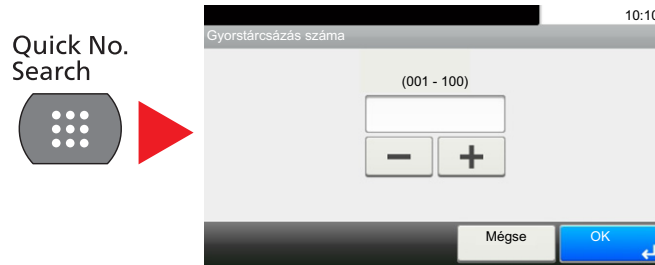 Quick No.
Search
10:10
Gyorstárcsázás száma
(001 - 100)
Mégse
OK